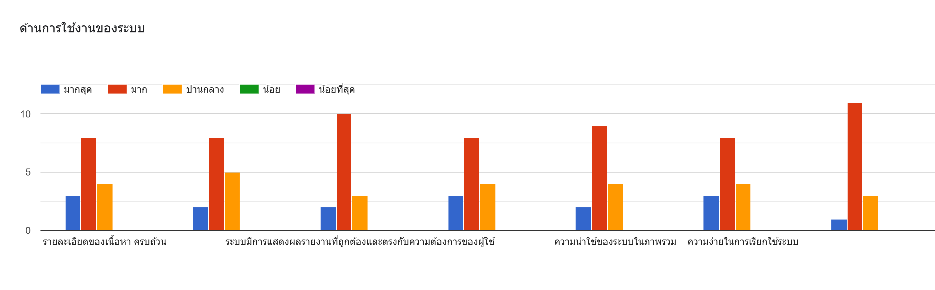 ด้านการใช้งานของระบบ
มากสุด มาก ปานกลาง น้อย น้อยที่สุด
10
5
0
รายละเอียดของเนื้อหา ครบถ้วน ระบบมีการแสดงผลรายงานที่ถูกต้องและตรงกับความต้องการของผู้ใช้ ความน่าใช้ของระบบในภาพรวม ความง่ายในการเรียกใช้ระบบ